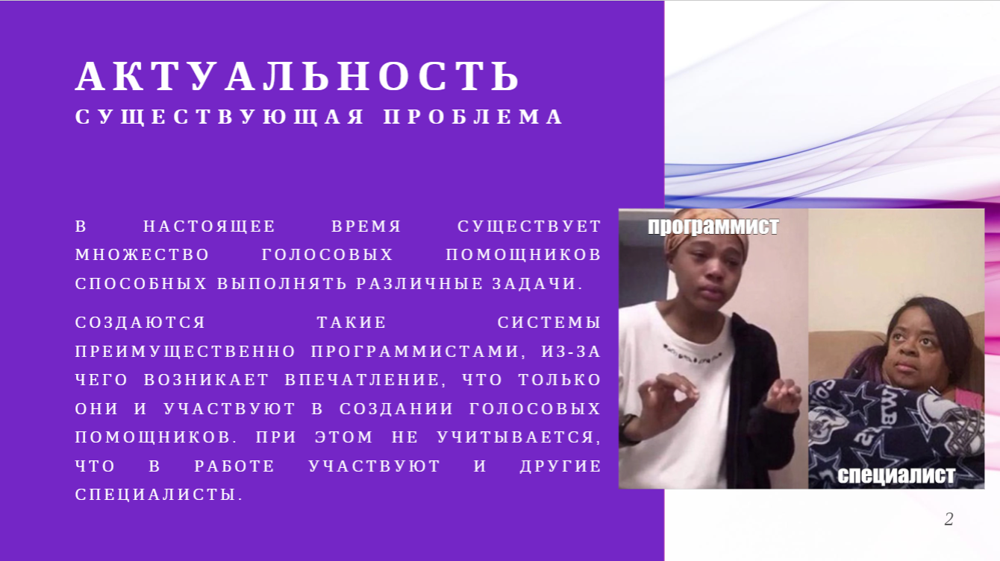 АКТУАЛЬНОСТЬ
СУЩЕСТВУЮЩАЯ ПРОБЛЕМА
В НАСТОЯЩЕЕ ВРЕМЯ СУЩЕСТВУЕТ
МНОЖЕСТВО ГОЛОСОВЫХ ПОМОЩНИКОВ
СПОСОБНЫХ ВЫПОЛНЯТЬ РАЗЛИЧНЫЕ ЗАДАЧИ.
СОЗДАЮТСЯ ТАКИЕ СИСТЕМЫ
ПРЕИМУЩЕСТВЕННО ПРОГРАММИСТАМИ, ИЗ-ЗА
ЧЕГО ВОЗНИКАЕТ ВПЕЧАТЛЕНИЕ, ЧТО ТОЛЬКО
ОНИ И УЧАСТВУЮТ В СОЗДАНИИ ГОЛОСОВЫХ
ПОМОЩНИКОВ. ПРИ ЭТОМ НЕ УЧИТЫВАЕТСЯ,
ЧТО В РАБОТЕ УЧАСТВУЮТ И ДРУГИЕ
СПЕЦИАЛИСТЫ.
программист
специалист
2